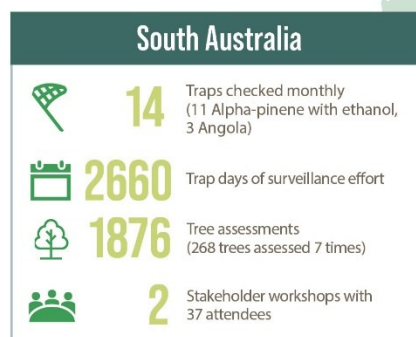 South Australia
14
Traps checked monthly
(11 Alpha-pinene with ethanol,
3 Angola)
2660
Trap days of surveillance effort
1876
Tree assessments
(268 trees assessed 7 times)
2
Stakeholder workshops with
37 attendees